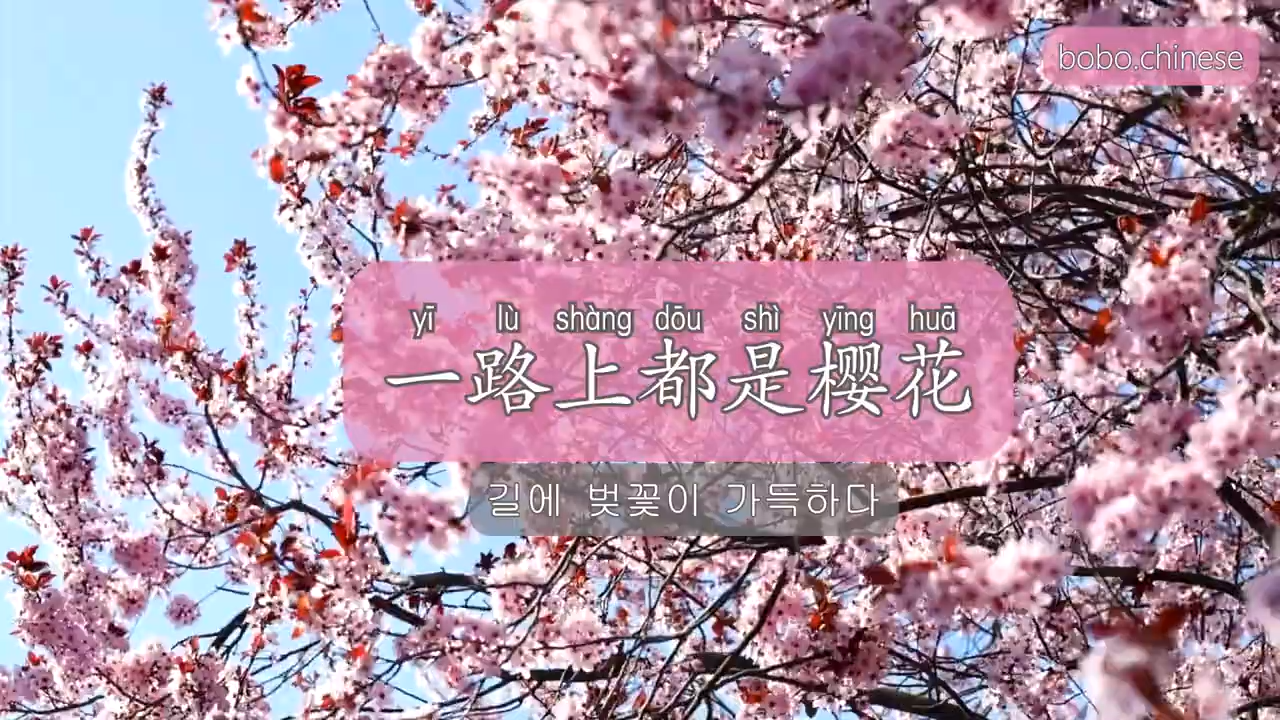 bobo.chinese
yī lù shàng dōu shì yīng huā
一路上都是樱花
길에 벚꽃이 가득하다